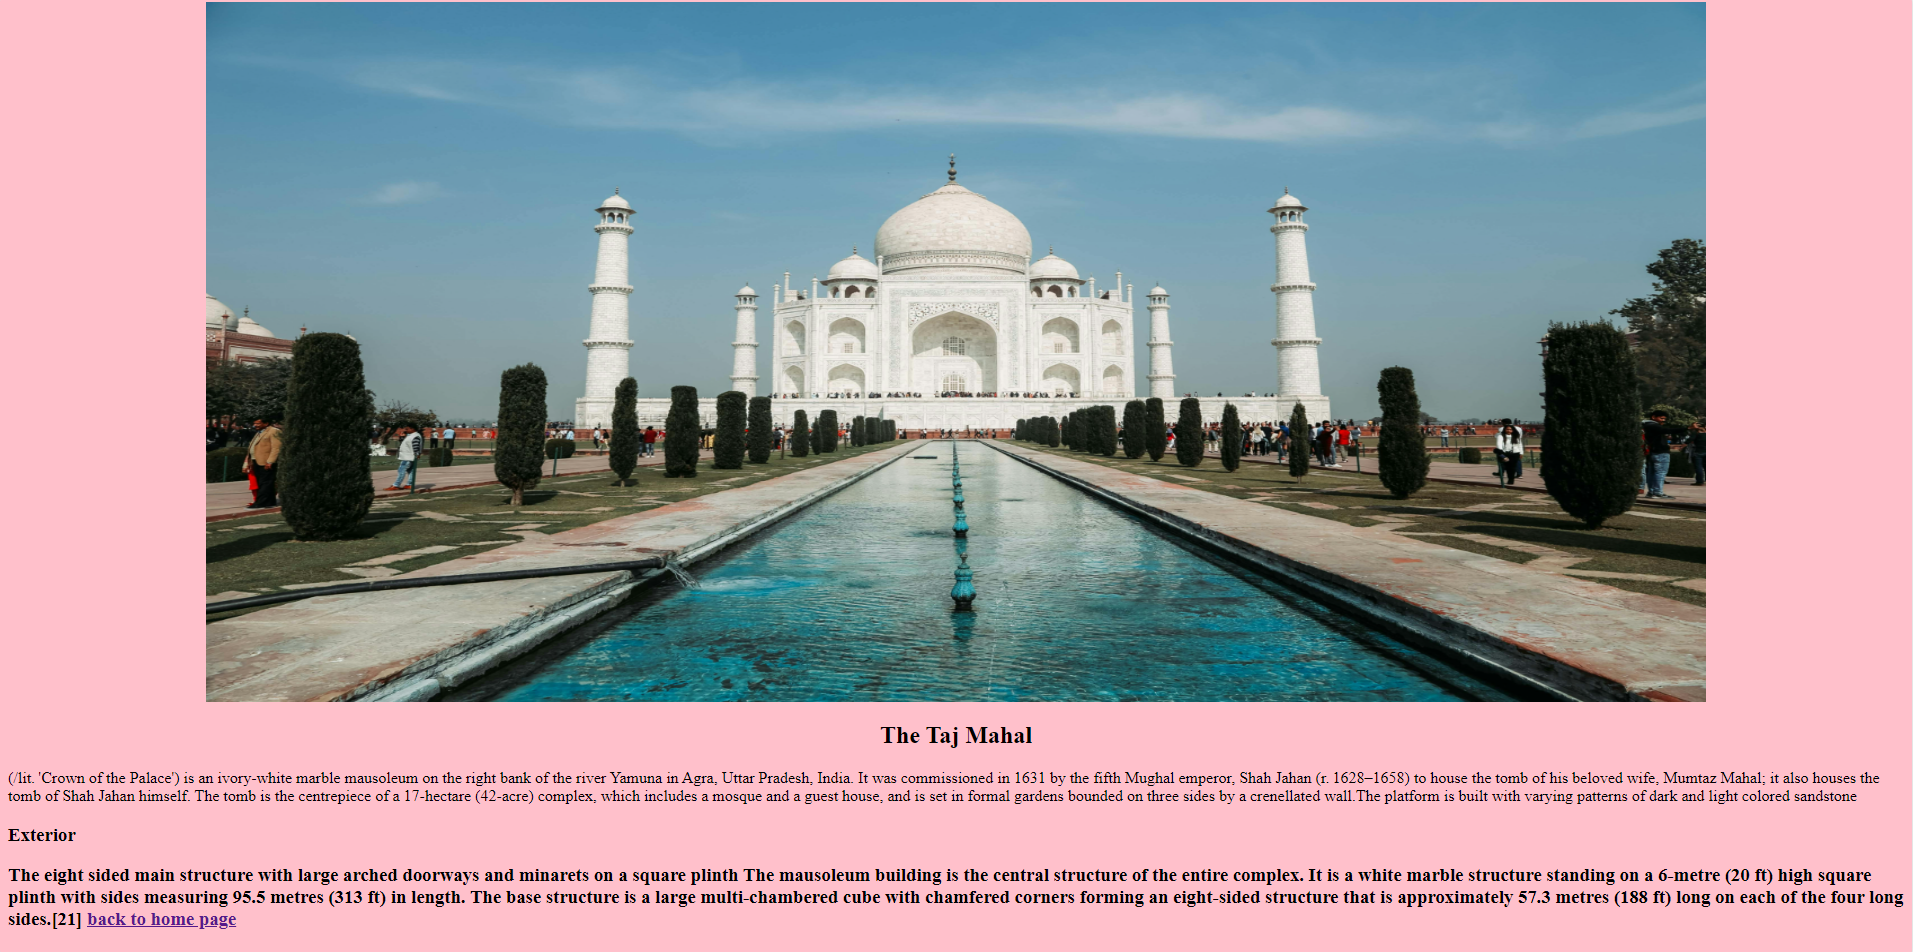 The Taj Mahal
(/lit. 'Crown of the Palace') is an ivory-white marble mausoleum on the right bank of the river Yamuna in Agra, Uttar Pradesh, India. It was commissioned in 1631 by the fifth Mughal emperor, Shah Jahan (r. 1628–1658) to house the tomb of his beloved wife, Mumtaz Mahal; it also houses the
tomb of Shah Jahan himself. The tomb is the centrepiece of a 17-hectare (42-acre) complex, which includes a mosque and a guest house, and is set in formal gardens bounded on three sides by a crenellated wall.The platform is built with varying patterns of dark and light colored sandstone
Exterior
The eight sided main structure with large arched doorways and minarets on a square plinth The mausoleum building is the central structure of the entire complex. It is a white marble structure standing on a 6-metre (20 ft) high square
plinth with sides measuring 95.5 metres (313 ft) in length. The base structure is a large multi-chambered cube with chamfered corners forming an eight-sided structure that is approximately 57.3 metres (188 ft) long on each of the four long
sides.[21] back to home page